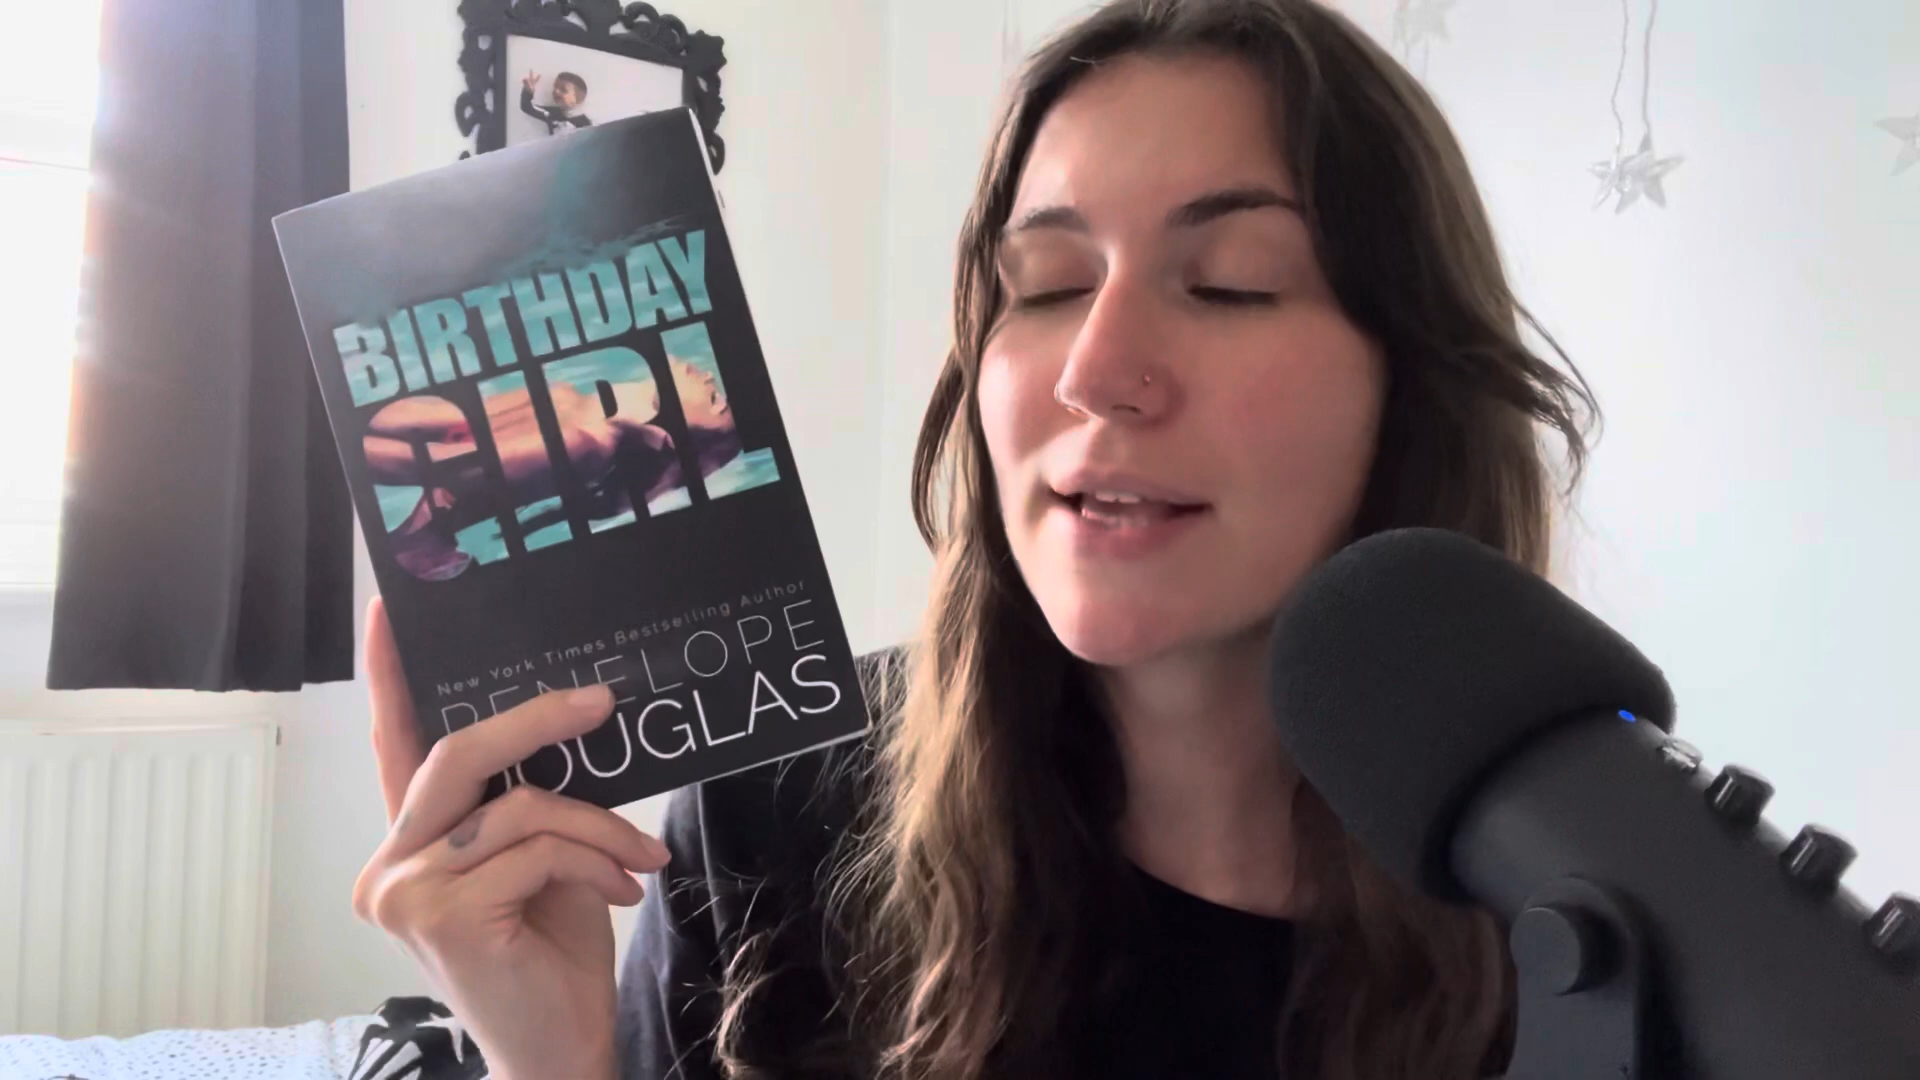 BIRTHDAY
GIRL
New York Times Bestselling Author
PENELOPE
DOUGLAS